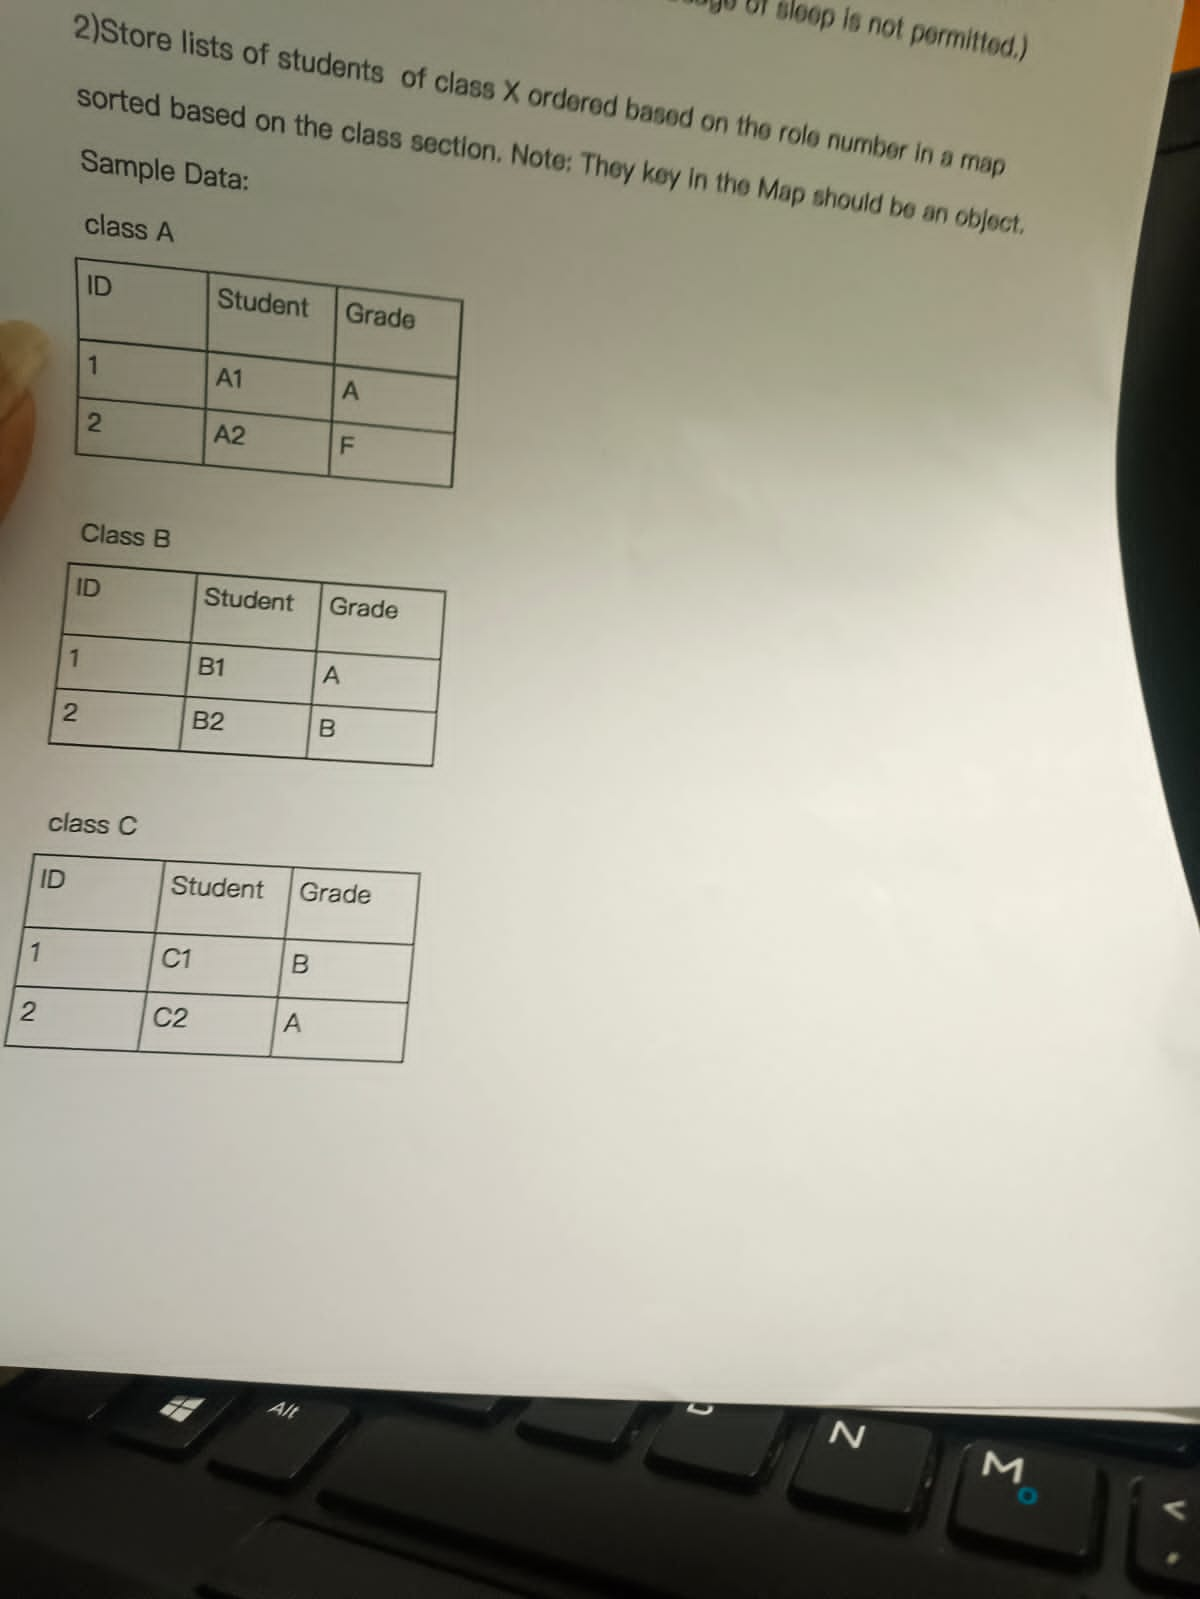 of sleep is not permitted.)
2)Store lists of students of class X ordered based on the role number in a map
sorted based on the class section. Note: They key in the Map should be an object.
Sample Data:
class A
ID Student Grade
1 A1 A
2 A2 F
Class B
ID Student Grade
1 B1 A
2 B2 B
class C
ID Student Grade
1 C1 B
2 C2 A
Alt
N
M
<